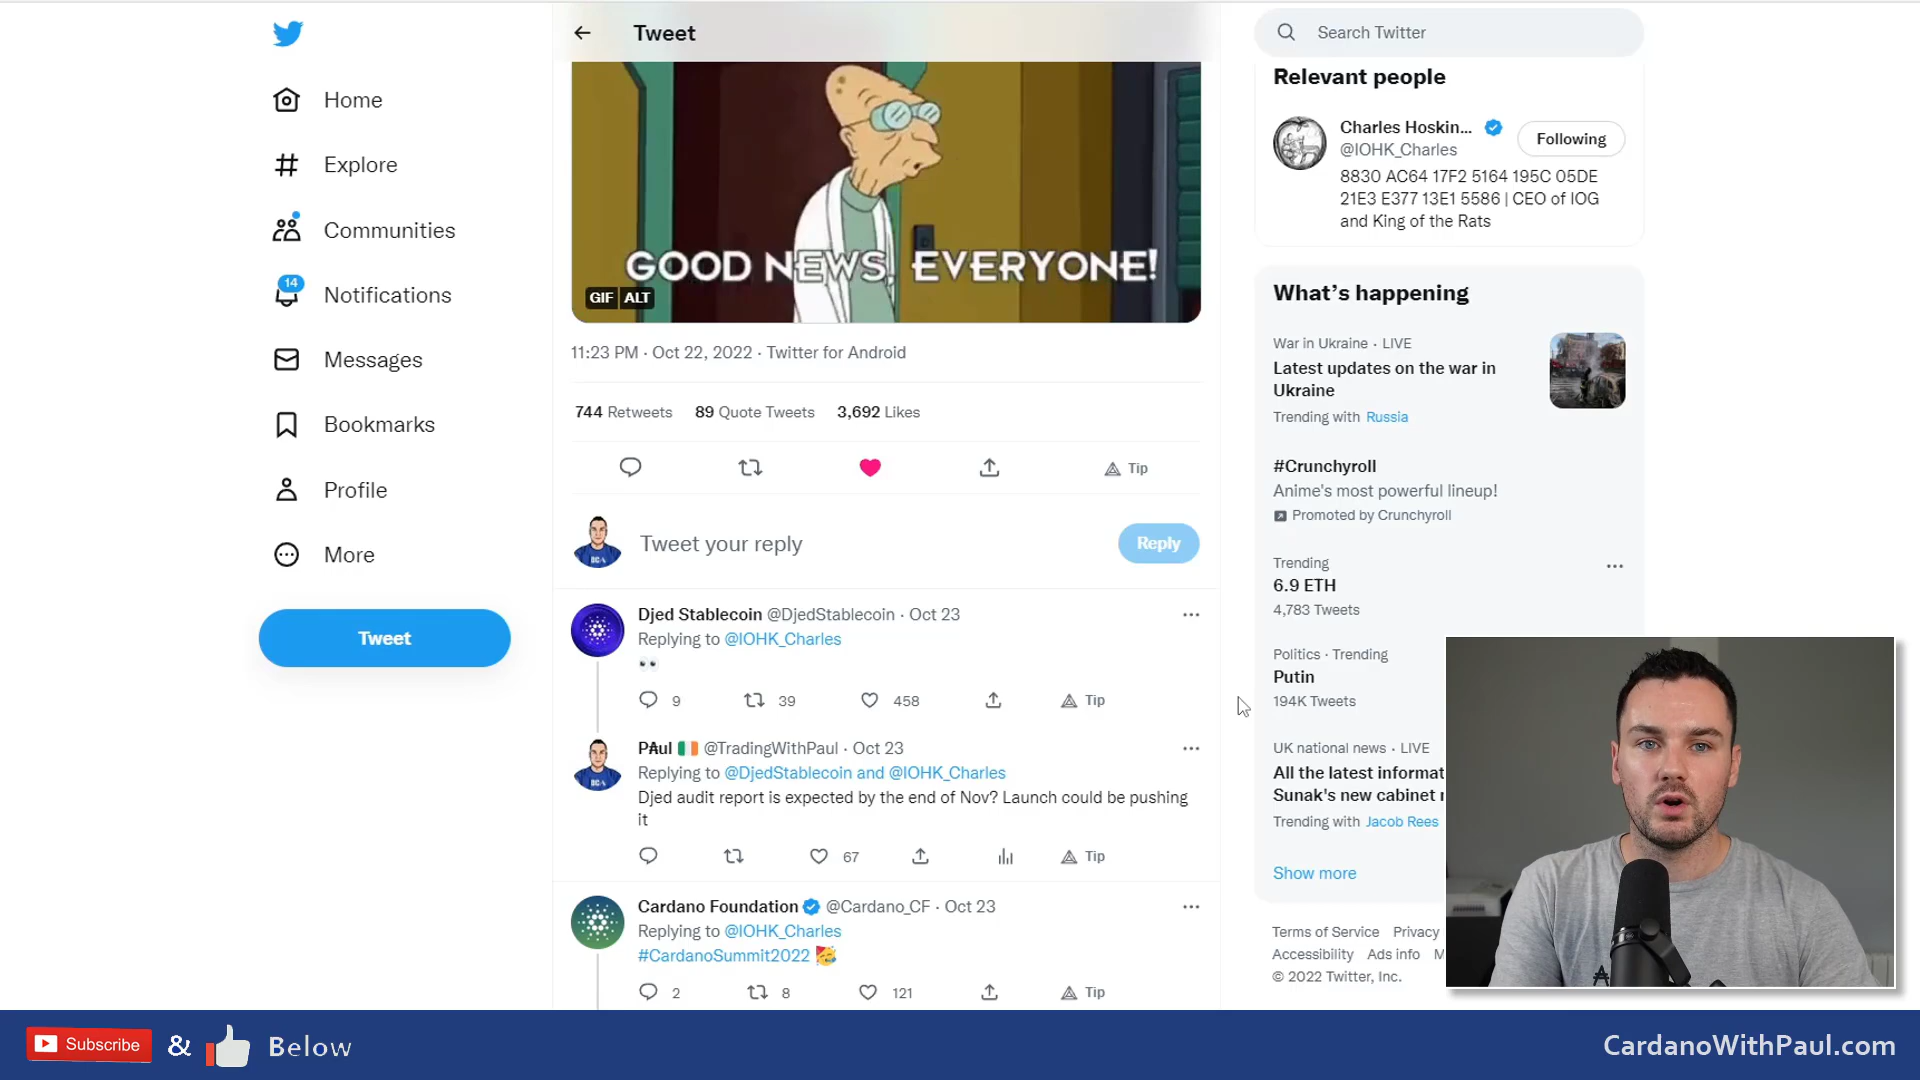 Home
Explore
Communities
14
Notifications
Messages
Bookmarks
Profile
More
Tweet
Tweet
GOOD NEWS, EVERYONE!
GIF ALT
11:23 PM · Oct 22, 2022 · Twitter for Android
744 Retweets 89 Quote Tweets 3,692 Likes
Tip
Tweet your reply
Reply
Djed Stablecoin @DjedStablecoin · Oct 23
Replying to @IOHK_Charles
👀
9 39 458 Tip
P₳ul 🇮🇪 @TradingWithPaul · Oct 23
Replying to @DjedStablecoin and @IOHK_Charles
Djed audit report is expected by the end of Nov? Launch could be pushing
it
67 Tip
Cardano Foundation @Cardano_CF · Oct 23
Replying to @IOHK_Charles
#CardanoSummit2022 🥳
2 8 121 Tip
Search Twitter
Relevant people
Charles Hoskin...
@IOHK_Charles
Following
8830 AC64 17F2 5164 195C 05DE
21E3 E377 13E1 5586 | CEO of IOG
and King of the Rats
What's happening
War in Ukraine · LIVE
Latest updates on the war in
Ukraine
Trending with Russia
#Crunchyroll
Anime's most powerful lineup!
Promoted by Crunchyroll
Trending
6.9 ETH
4,783 Tweets
Politics · Trending
Putin
194K Tweets
UK national news · LIVE
All the latest informat
Sunak's new cabinet
Trending with Jacob Rees
Show more
Terms of Service Privacy
Accessibility Ads info M
© 2022 Twitter, Inc.
Subscribe & Below
CardanoWithPaul.com